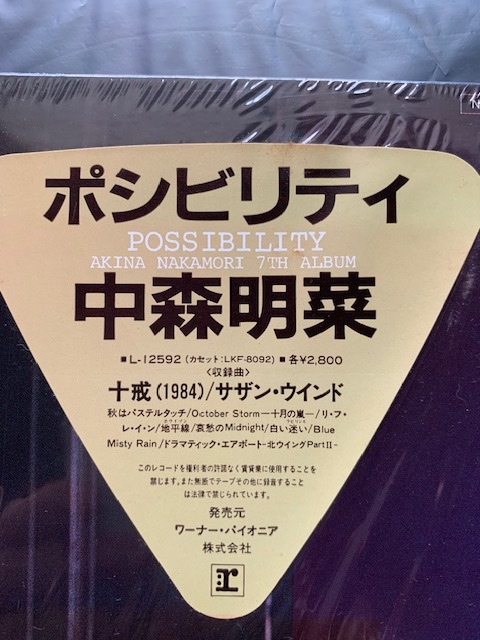 N
ポシビリティ
POSSIBILITY
AKINA NAKAMORI 7TH ALBUM
中森明菜
■L-12592 (カセット:LKF-8092) ■各¥2,800
〈収録曲〉
十戒(1984)/サザン・ウインド
秋はパステルタッチ/October Storm―十月の嵐―/リ・フ・
レ・イ・ン/地平線/哀愁のMidnight/白い迷い/Blue
Misty Rain/ドラマティック・エアポート-北ウイングPartⅡ-
このレコードを権利者の許諾なく賃貸業に使用することを
禁じます。また無断でテープその他に録音すること
は法律で禁じられています。
発売元
ワーナー・パイオニア
株式会社
r